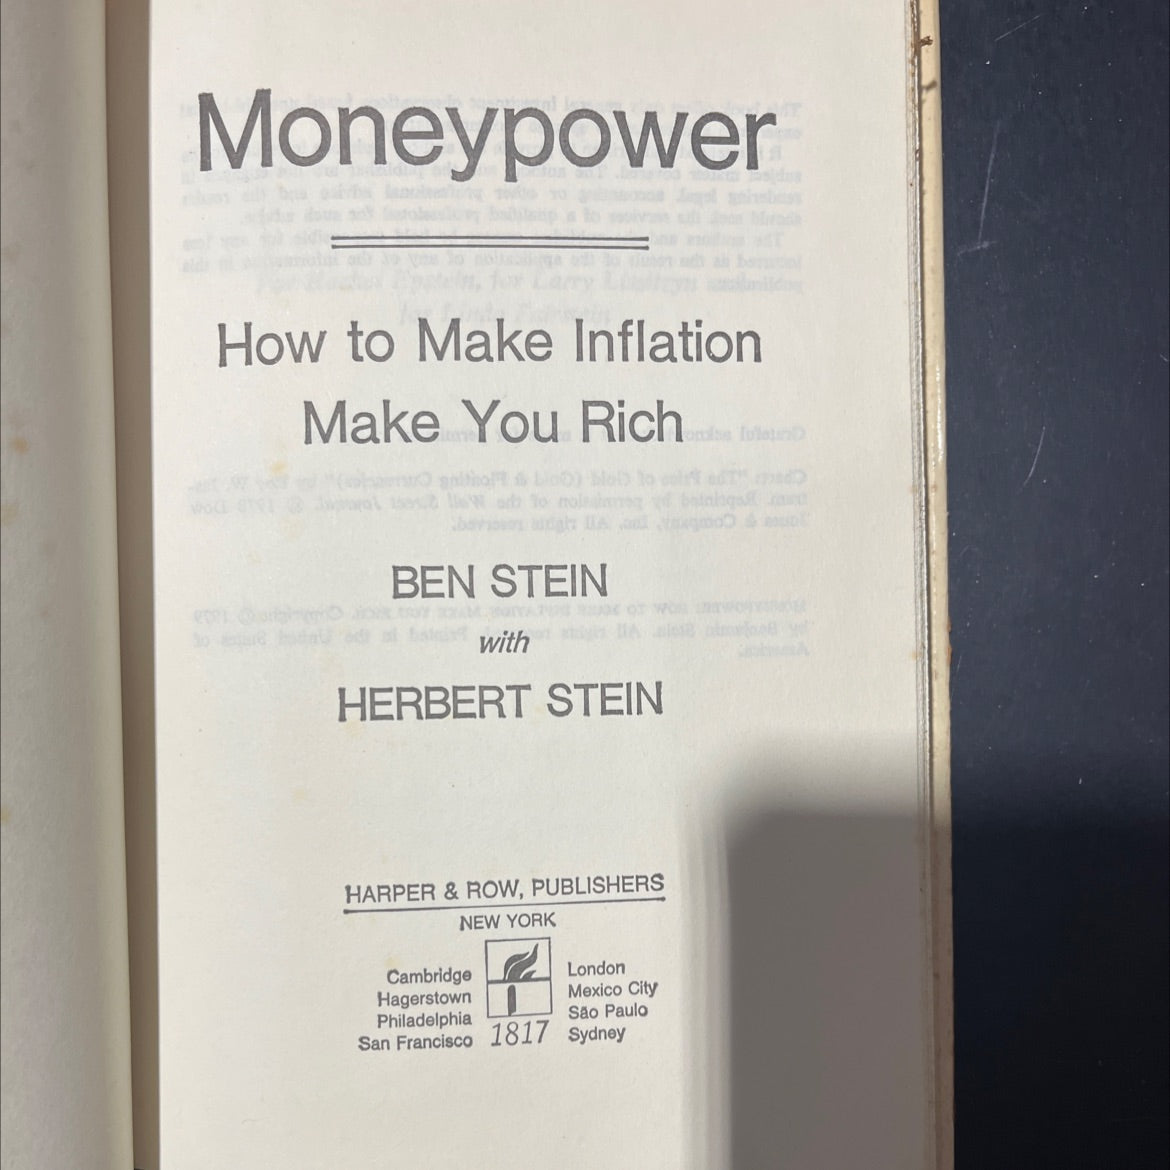 Moneypower
How to Make Inflation
Make You Rich
BEN STEIN
with
HERBERT STEIN
HARPER & ROW, PUBLISHERS
NEW YORK
Cambridge
Hagerstown
Philadelphia
San Francisco
1817
London
Mexico City
São Paulo
Sydney